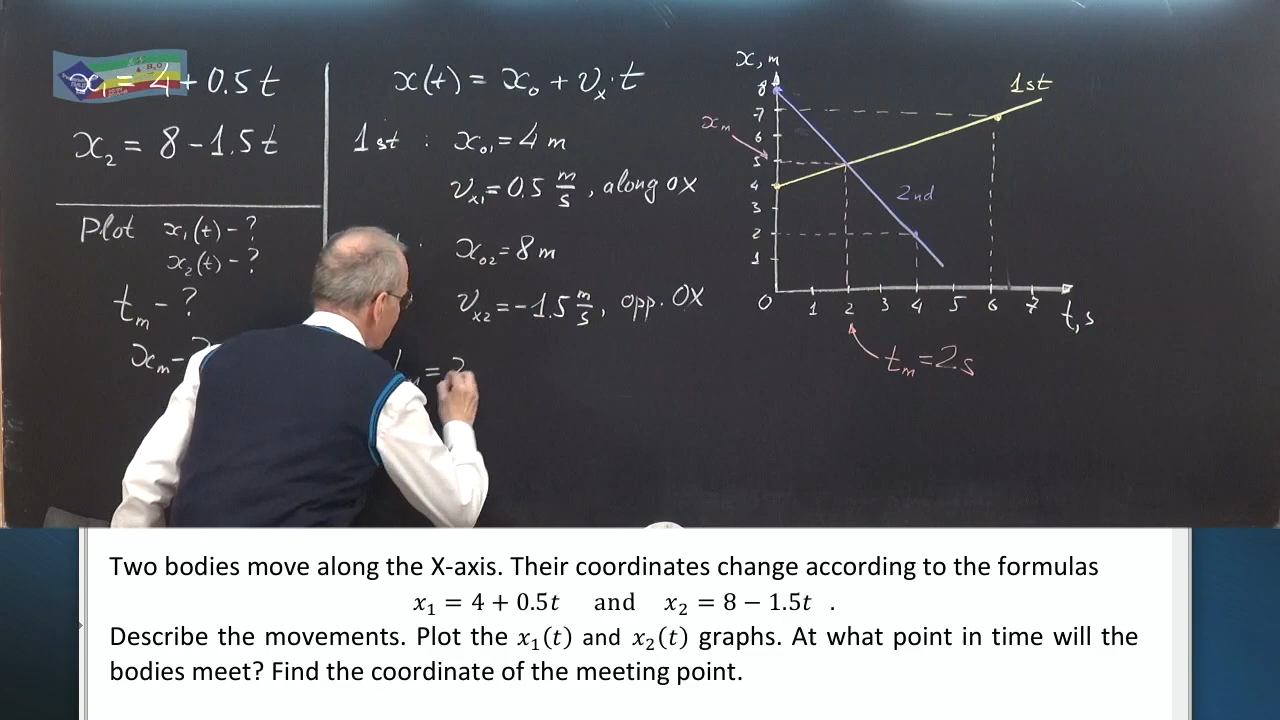 x₁ = 4 + 0.5t
x₂ = 8 - 1.5t
Plot x₁(t) - ?
x₂(t) - ?
tₘ - ?
xₘ -
x(t) = x₀ + vₓ · t
1st : x₀₁ = 4 m
vₓ₁ = 0.5 m/s, along OX
x₀₂ = 8 m
vₓ₂ = -1.5 m/s, opp. OX
x, m
8
7
6
5
4
3
2
1
0
1 2 3 4 5 6 7 t, s
xₘ
1st
2nd
tₘ = 2s
Two bodies move along the X-axis. Their coordinates change according to the formulas
x₁ = 4 + 0.5t and x₂ = 8 − 1.5t .
Describe the movements. Plot the x₁(t) and x₂(t) graphs. At what point in time will the
bodies meet? Find the coordinate of the meeting point.